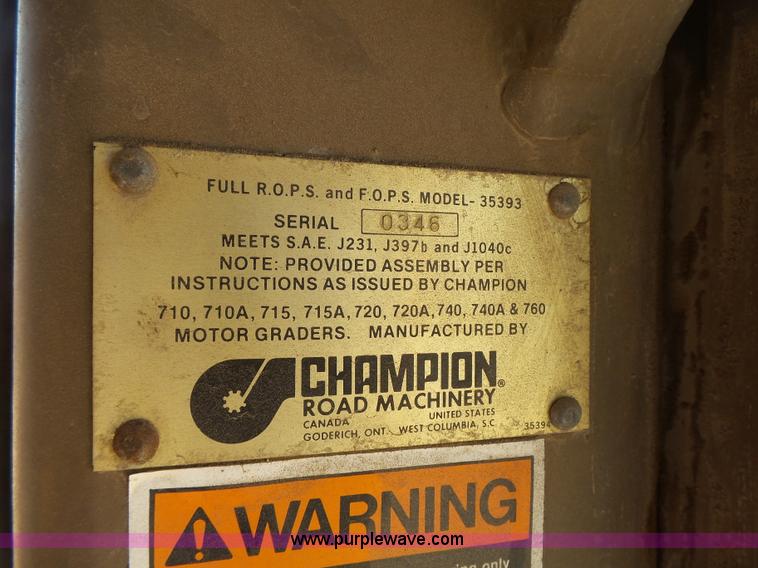 FULL R.O.P.S. and F.O.P.S. MODEL- 35393
SERIAL 0346
MEETS S.A.E. J231, J397b and J1040c
NOTE: PROVIDED ASSEMBLY PER
INSTRUCTIONS AS ISSUED BY CHAMPION
710, 710A, 715, 715A, 720, 720A, 740, 740A & 760
MOTOR GRADERS. MANUFACTURED BY
CHAMPION®
ROAD MACHINERY
CANADA UNITED STATES
GODERICH, ONT. WEST COLUMBIA, S.C. 35394
WARNING
www.purplewave.com
only